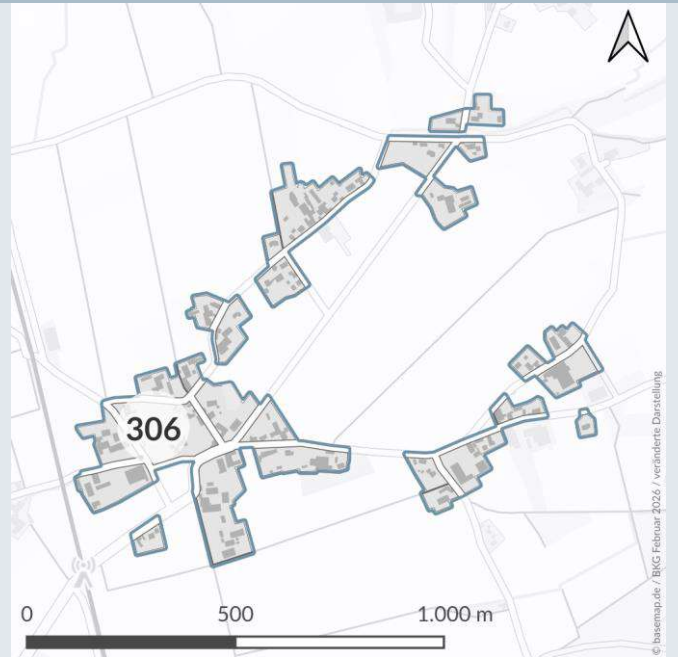 306
0 500 1.000 m
© basemap.de / BKG Februar 2026 / veränderte Darstellung